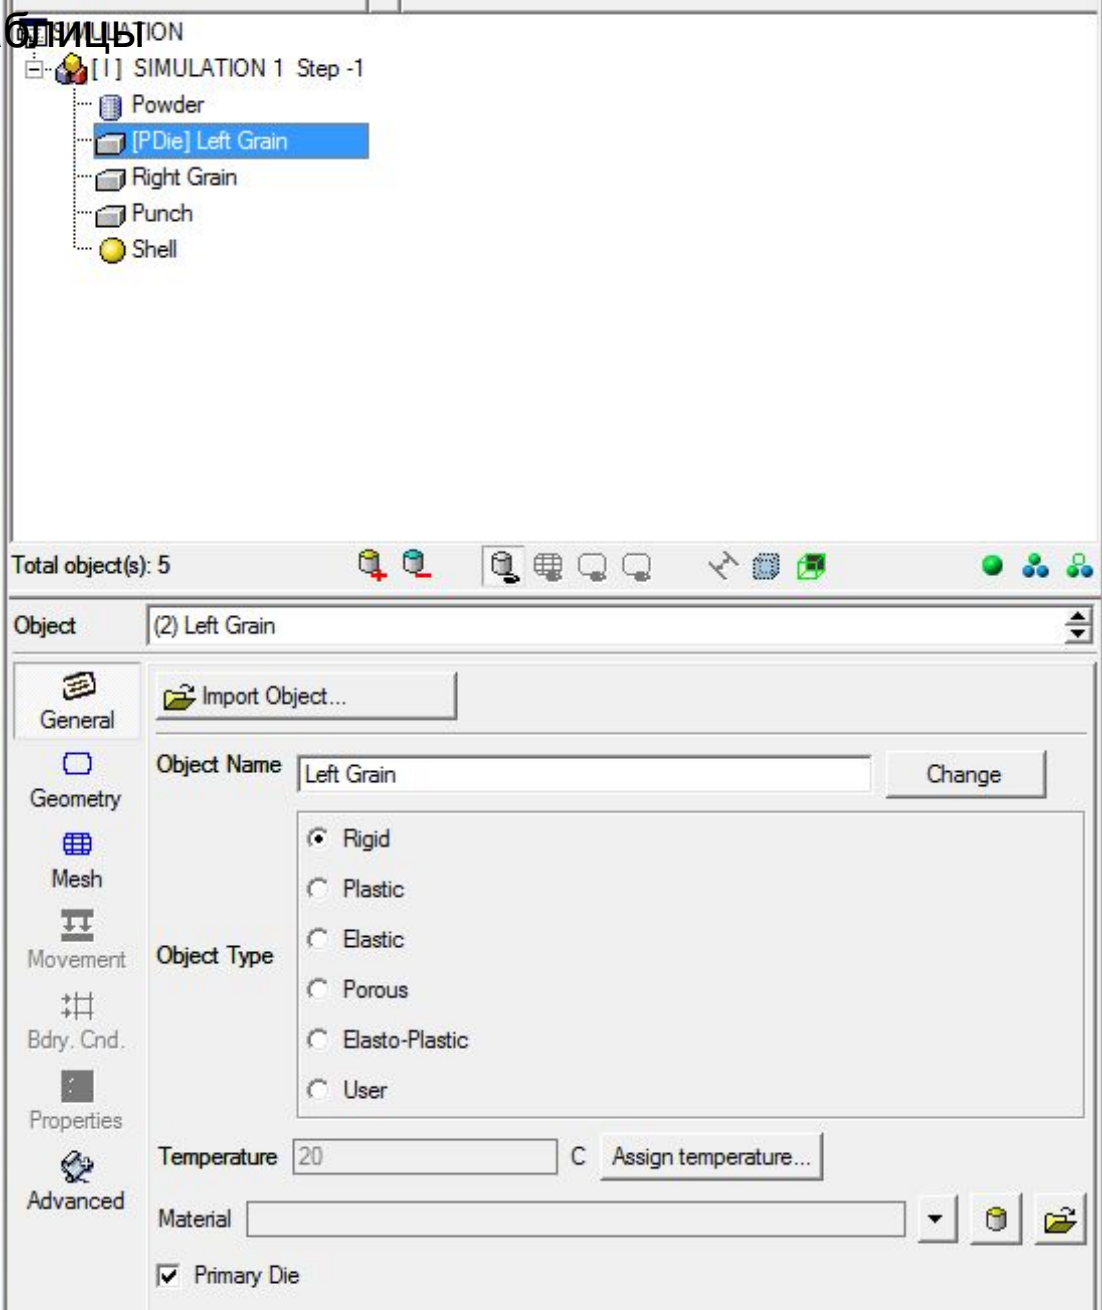 блицы
SIMULATION
[ I ] SIMULATION 1 Step -1
Powder
[PDie] Left Grain
Right Grain
Punch
Shell
Total object(s): 5
Object (2) Left Grain
General
Import Object...
Geometry
Object Name Left Grain Change
Mesh
Rigid
Plastic
Movement
Object Type Elastic
Porous
Bdry. Cnd.
Elasto-Plastic
User
Properties
Temperature 20 C Assign temperature...
Advanced
Material
Primary Die